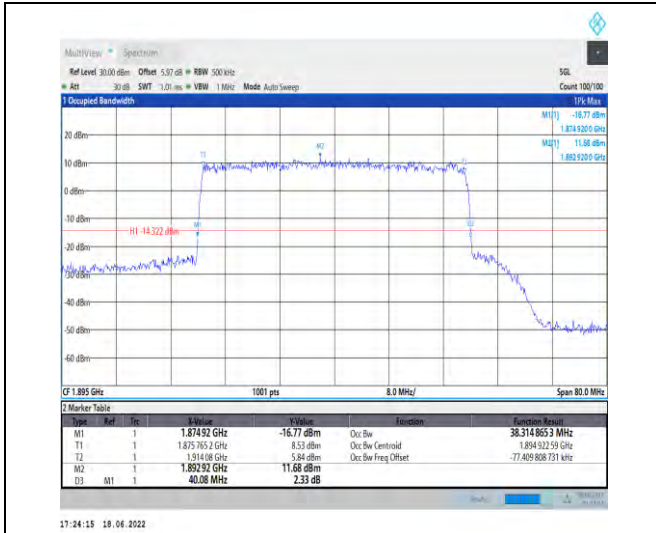 MultiView Spectrum
Ref Level 30.00 dBm Offset 5.97 dB RBW 500 kHz SGL
Att 30 dB SWT 1.01 ms VBW 1 MHz Mode Auto Sweep Count 100/100
1 Occupied Bandwidth 1Pk Max
M1[1] -16.77 dBm
1.874 920 0 GHz
M2[1] 11.68 dBm
1.892 920 0 GHz
20 dBm
T1 M2
10 dBm
0 dBm
-10 dBm
M1
H1 -14.322 dBm
-20 dBm
-30 dBm
-40 dBm
-50 dBm
-60 dBm
CF 1.895 GHz 1001 pts 8.0 MHz/ Span 80.0 MHz
2 Marker Table
Type Ref Trc X-Value Y-Value Function Function Result
M1 1 1.874 92 GHz -16.77 dBm Occ Bw 38.314 865 3 MHz
T1 1 1.875 765 2 GHz 8.53 dBm Occ Bw Centroid 1.894 922 59 GHz
T2 1 1.914 08 GHz 5.84 dBm Occ Bw Freq Offset -77.409 808 731 kHz
M2 1 1.892 92 GHz 11.68 dBm
D3 M1 1 40.08 MHz 2.33 dB
17:24:15 18.06.2022